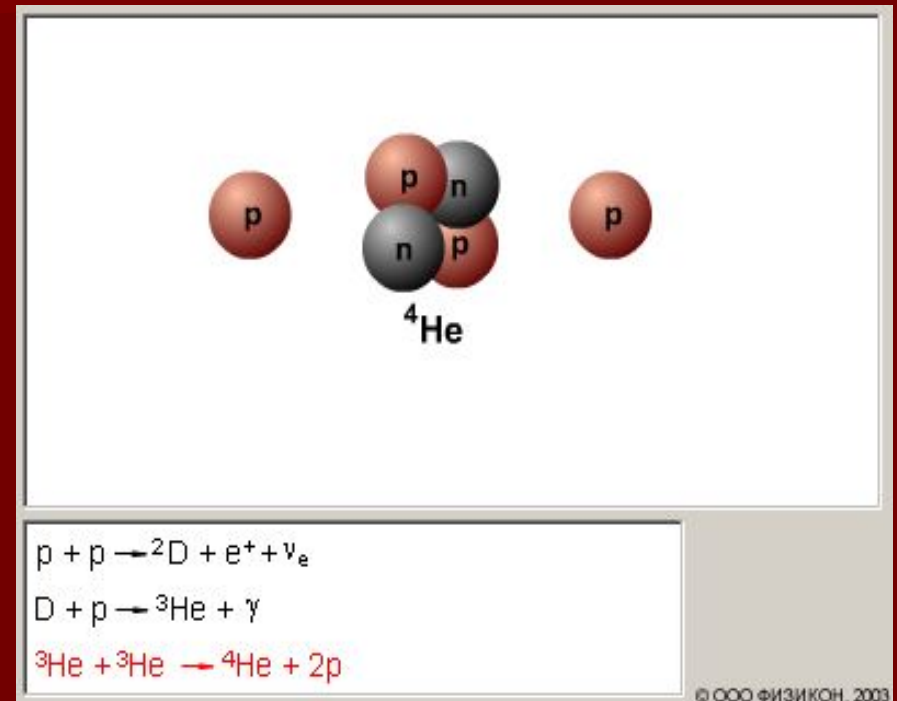 p p n n p p
⁴He
p + p → ²D + e⁺ + νₑ
D + p → ³He + γ
³He + ³He → ⁴He + 2p
© ООО ФИЗИКОН, 2003